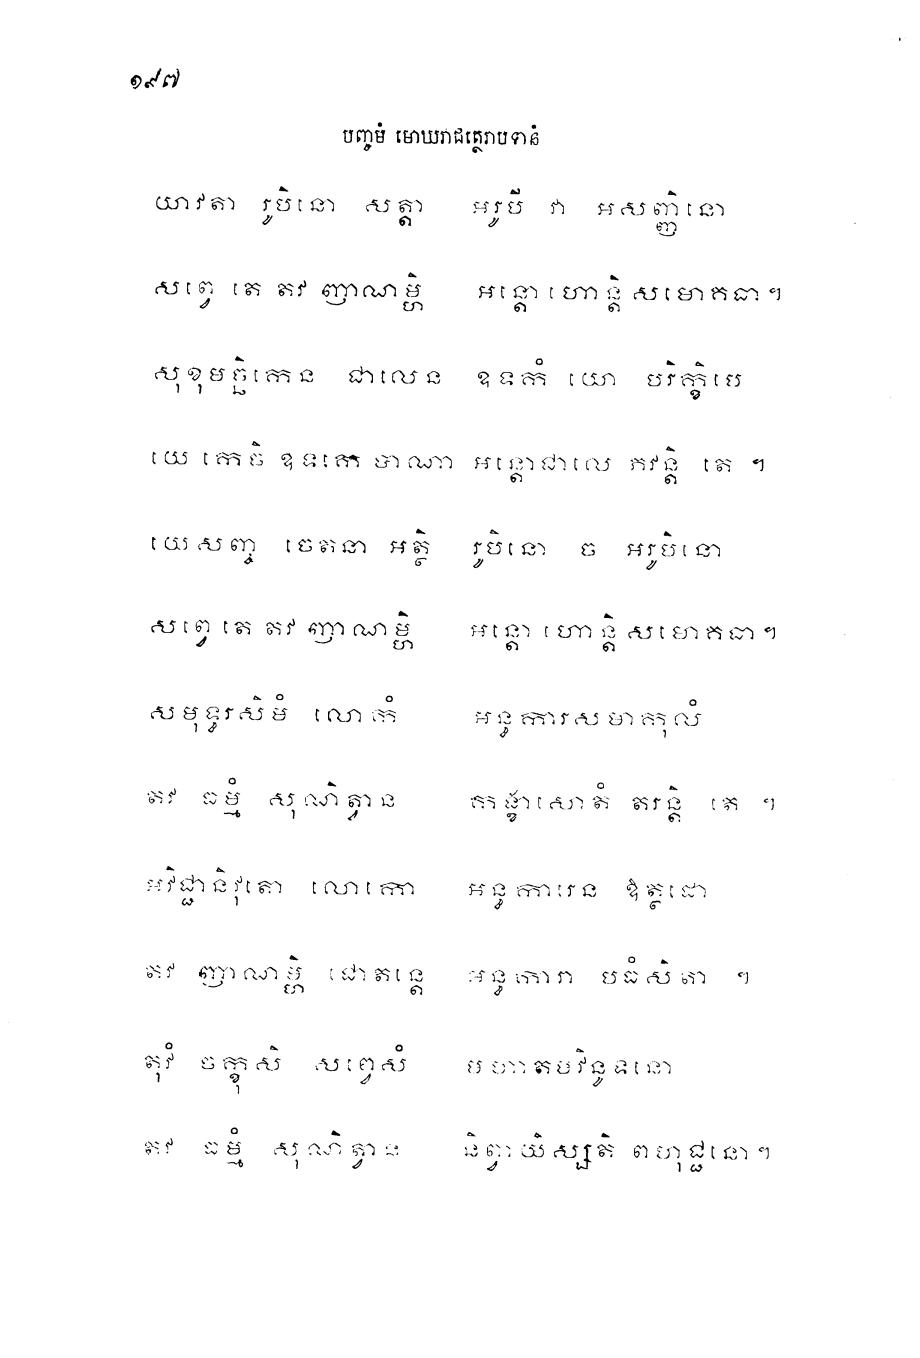 ១៩៧
បញ្ចមំ មោឃរាជត្ថេរាបទានំ
យាវតា រូបិនោ សត្តា អរូបី វា អសញ្ញិនោ
សព្វេ តេ តវ ញាណម្ហិ អន្តោ ហោន្តិ សមោគធា។
សុខុមច្ឆិកេន ជាលេន ឧទកំ យោ បរិក្ខិបេ
យេ កេចិ ឧទកេ បាណា អន្តោជាលេ ភវន្តិ តេ ។
យេសញ្ច ចេតនា អត្ថិ រូបិនោ ច អរូបិនោ
សព្វេ តេ តវ ញាណម្ហិ អន្តោ ហោន្តិ សមោគធា។
សមុទ្ធរសិមំ លោកំ អន្ធការសមាកុលំ
តវ ធម្មំ សុណិត្វាន កង្ខាសោតំ តរន្តិ តេ ។
អវិជ្ជានិវុតោ លោកោ អន្ធការេន ឱត្ថដោ
តវ ញាណម្ហិ ជោតន្តេ អន្ធការា បធំសិតា ។
តុវំ ចក្ខុសិ សព្វេសំ មហាតមវិនូទនោ
តវ ធម្មំ សុណិត្វាន និព្វាយិស្សតិ ពហុជ្ជនោ។